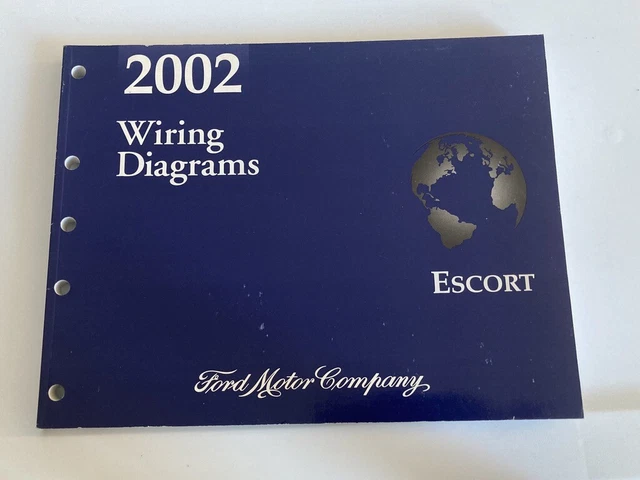 2002
Wiring
Diagrams
ESCORT
Ford Motor Company